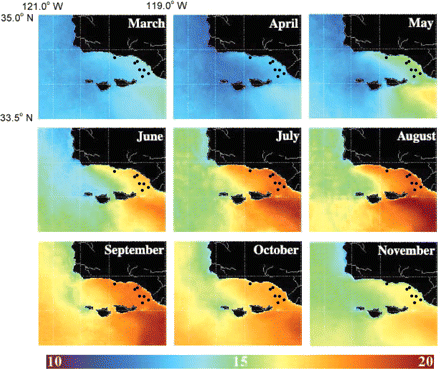 121.0° W 119.0° W
35.0° N
33.5° N
March April May
June July August
September October November
10 15 20